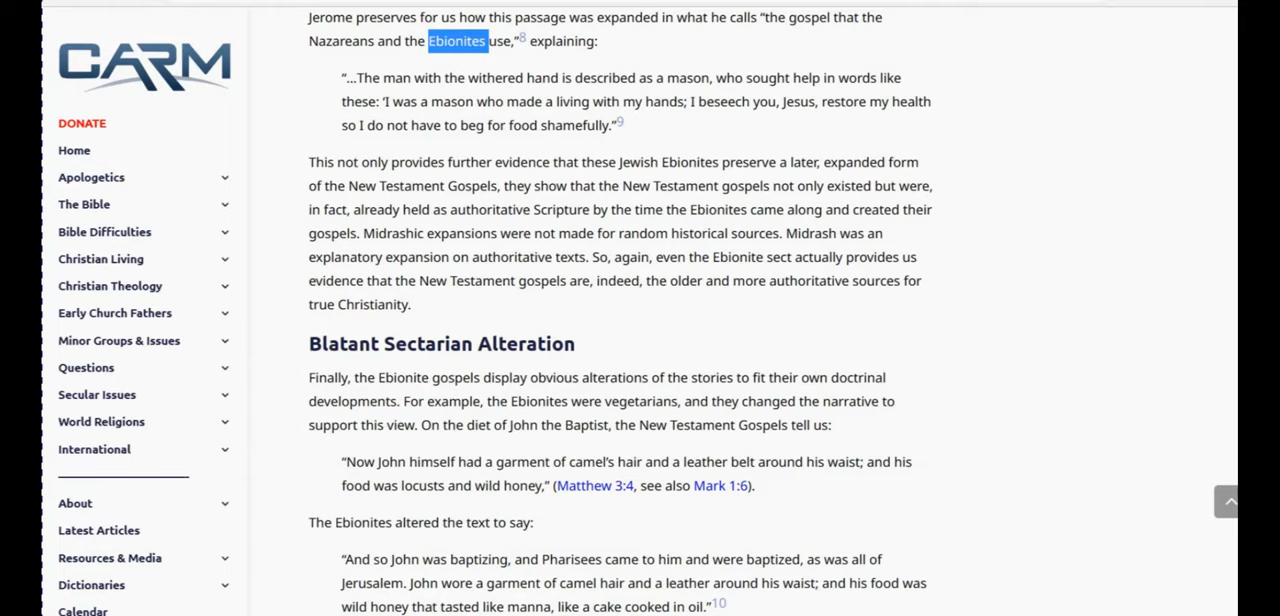 Jerome preserves for us how this passage was expanded in what he calls “the gospel that the
Nazareans and the Ebionites use,”8 explaining:
“…The man with the withered hand is described as a mason, who sought help in words like
these: ‘I was a mason who made a living with my hands; I beseech you, Jesus, restore my health
so I do not have to beg for food shamefully.”9
This not only provides further evidence that these Jewish Ebionites preserve a later, expanded form
of the New Testament Gospels, they show that the New Testament gospels not only existed but were,
in fact, already held as authoritative Scripture by the time the Ebionites came along and created their
gospels. Midrashic expansions were not made for random historical sources. Midrash was an
explanatory expansion on authoritative texts. So, again, even the Ebionite sect actually provides us
evidence that the New Testament gospels are, indeed, the older and more authoritative sources for
true Christianity.
Blatant Sectarian Alteration
Finally, the Ebionite gospels display obvious alterations of the stories to fit their own doctrinal
developments. For example, the Ebionites were vegetarians, and they changed the narrative to
support this view. On the diet of John the Baptist, the New Testament Gospels tell us:
“Now John himself had a garment of camel’s hair and a leather belt around his waist; and his
food was locusts and wild honey,” (Matthew 3:4, see also Mark 1:6).
The Ebionites altered the text to say:
“And so John was baptizing, and Pharisees came to him and were baptized, as was all of
Jerusalem. John wore a garment of camel hair and a leather around his waist; and his food was
wild honey that tasted like manna, like a cake cooked in oil.”10
CARM
DONATE
Home
Apologetics
The Bible
Bible Difficulties
Christian Living
Christian Theology
Early Church Fathers
Minor Groups & Issues
Questions
Secular Issues
World Religions
International
About
Latest Articles
Resources & Media
Dictionaries
Calendar